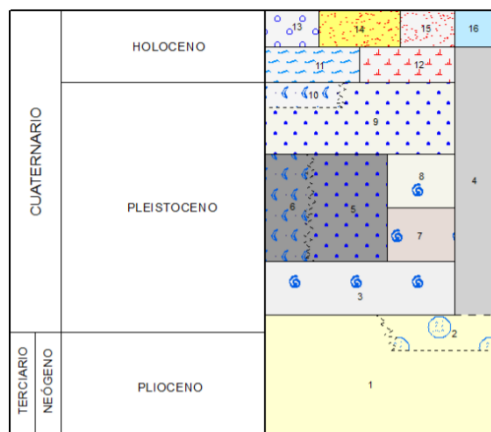 CUATERNARIO
HOLOCENO
PLEISTOCENO
TERCIARIO
NEÓGENO
PLIOCENO
13
14
15
16
11
12
10
9
8
4
6
5
7
3
2
1